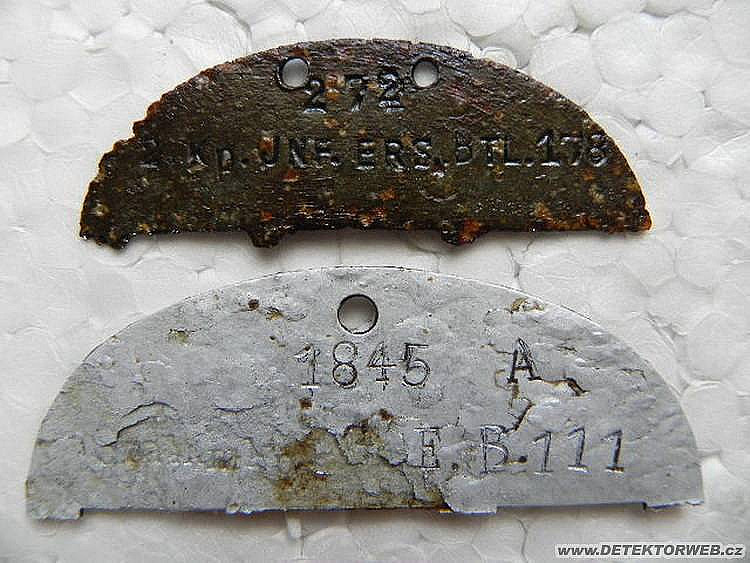 272
2. Kp. JNF. ERS. BTL. 178
1845 A
E. B. 111
www.DETEKTORWEB.cz